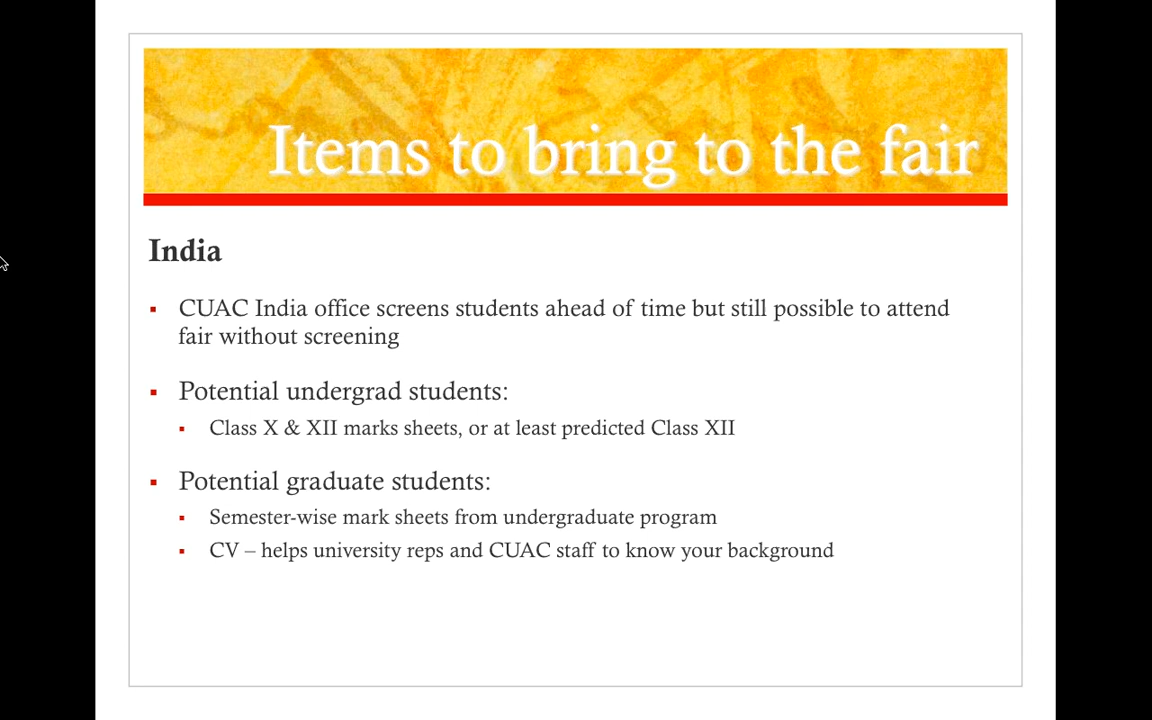 Items to bring to the fair
India
▪ CUAC India office screens students ahead of time but still possible to attend
fair without screening
▪ Potential undergrad students:
▪ Class X & XII marks sheets, or at least predicted Class XII
▪ Potential graduate students:
▪ Semester-wise mark sheets from undergraduate program
▪ CV – helps university reps and CUAC staff to know your background